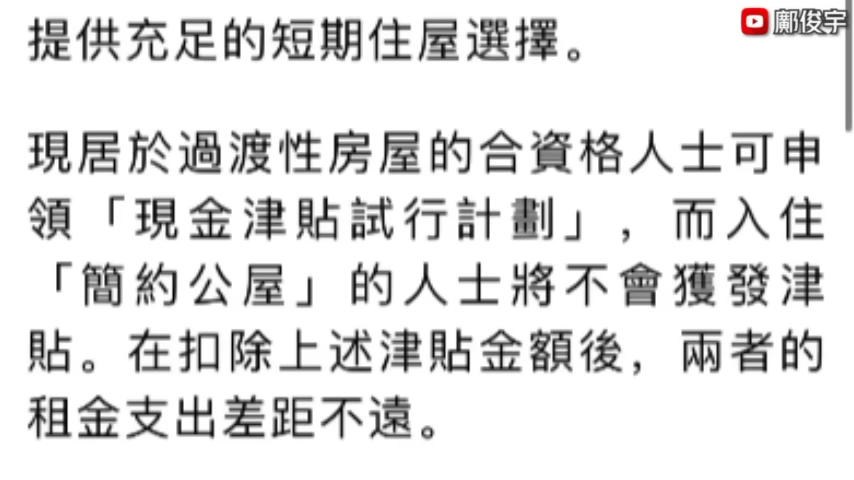 鄺俊宇
提供充足的短期住屋選擇。
現居於過渡性房屋的合資格人士可申
領「現金津貼試行計劃」，而入住
「簡約公屋」的人士將不會獲發津
貼。在扣除上述津貼金額後，兩者的
租金支出差距不遠。